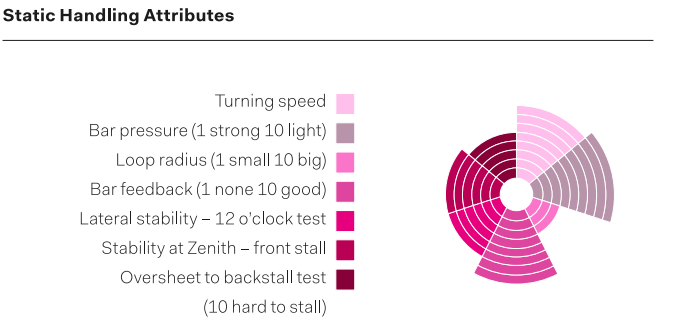 Static Handling Attributes
Turning speed
Bar pressure (1 strong 10 light)
Loop radius (1 small 10 big)
Bar feedback (1 none 10 good)
Lateral stability – 12 o'clock test
Stability at Zenith – front stall
Oversheet to backstall test
(10 hard to stall)